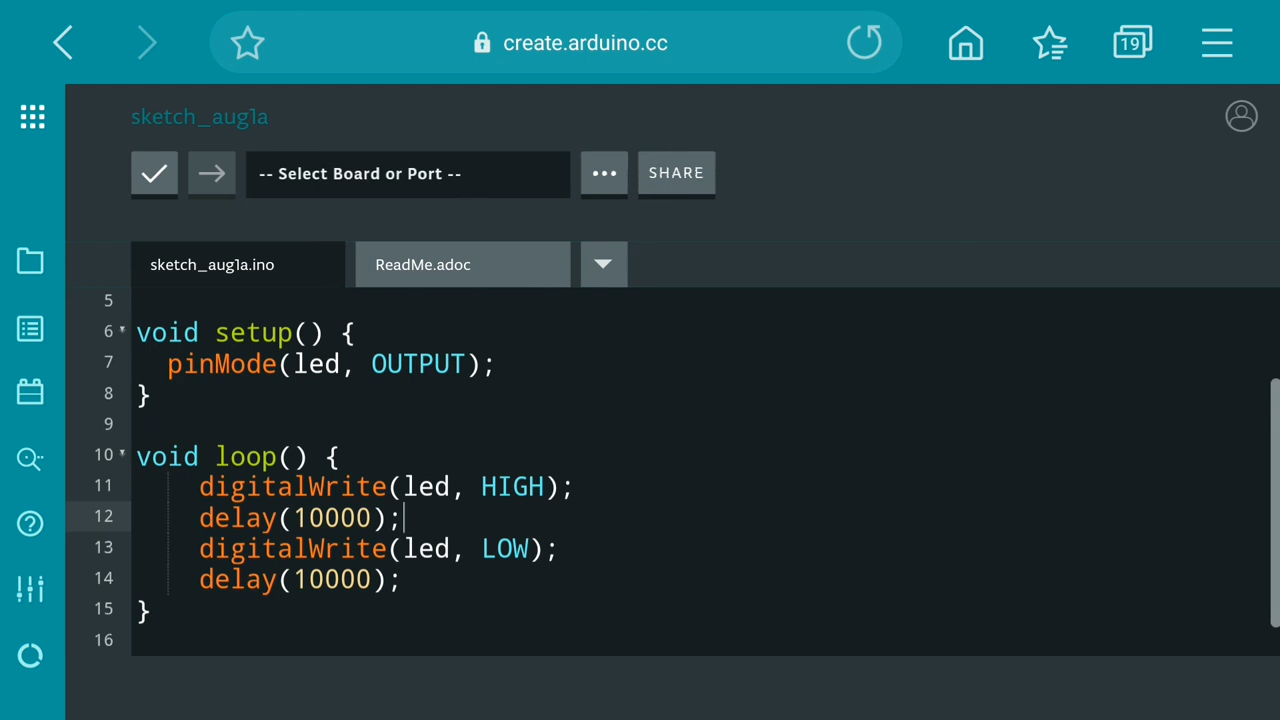 create.arduino.cc
19
sketch_aug1a
-- Select Board or Port --
SHARE
sketch_aug1a.ino
ReadMe.adoc
5
6 void setup() {
7 pinMode(led, OUTPUT);
8 }
9
10 void loop() {
11 digitalWrite(led, HIGH);
12 delay(10000);
13 digitalWrite(led, LOW);
14 delay(10000);
15 }
16